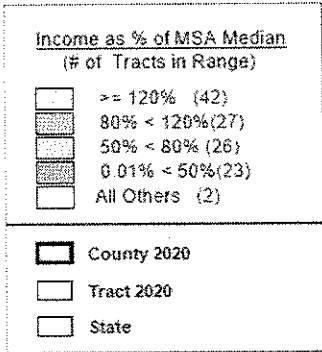 Income as % of MSA Median
(# of Tracts in Range)
>= 120% (42)
80% < 120%(27)
50% < 80% (26)
0.01% < 50%(23)
All Others (2)
County 2020
Tract 2020
State